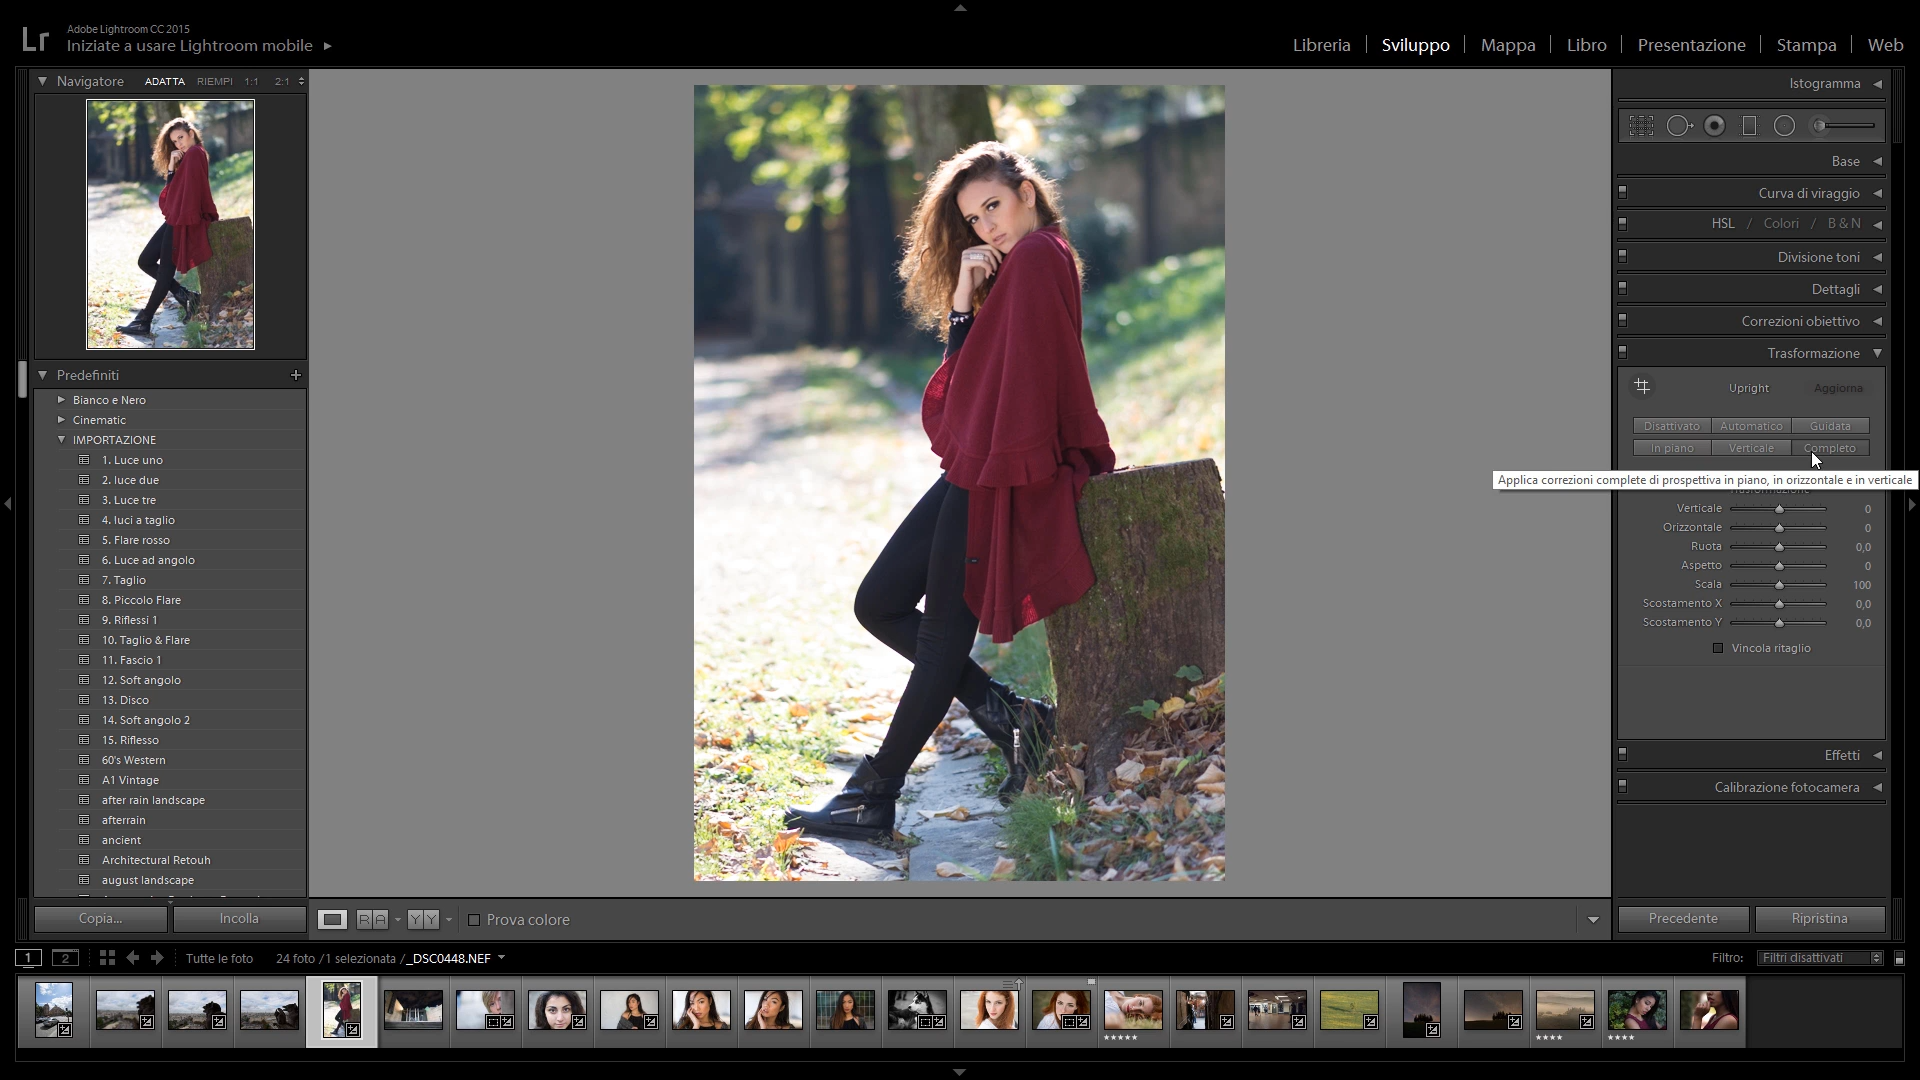 Adobe Lightroom CC 2015
Lr
Iniziate a usare Lightroom mobile
Libreria | Sviluppo | Mappa | Libro | Presentazione | Stampa | Web
Navigatore ADATTA RIEMPI 1:1 2:1
Predefiniti
Bianco e Nero
Cinematic
IMPORTAZIONE
1. Luce uno
2. luce due
3. Luce tre
4. luci a taglio
5. Flare rosso
6. Luce ad angolo
7. Taglio
8. Piccolo Flare
9. Riflessi 1
10. Taglio & Flare
11. Fascio 1
12. Soft angolo
13. Disco
14. Soft angolo 2
15. Riflesso
60's Western
A1 Vintage
after rain landscape
afterrain
ancient
Architectural Retouh
august landscape
Copia... Incolla
R A Y Y Prova colore
Istogramma
Base
Curva di viraggio
HSL / Colori / B & N
Divisione toni
Dettagli
Correzioni obiettivo
Trasformazione
Upright Aggiorna
Disattivato Automatico Guidata
In piano Verticale Completo
Applica correzioni complete di prospettiva in piano, in orizzontale e in verticale
Verticale 0
Orizzontale 0
Ruota 0,0
Aspetto 0
Scala 100
Scostamento X 0,0
Scostamento Y 0,0
Vincola ritaglio
Effetti
Calibrazione fotocamera
Precedente Ripristina
1 2 Tutte le foto 24 foto /1 selezionata /_DSC0448.NEF
Filtro: Filtri disattivati